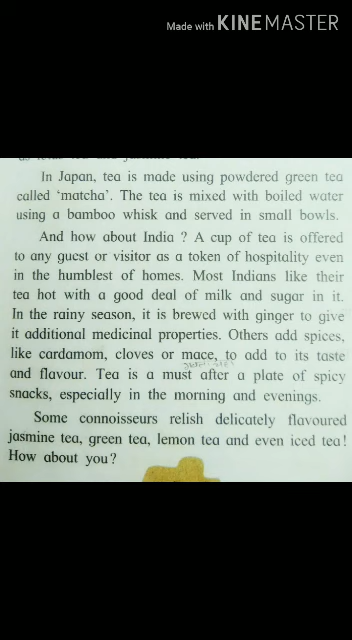 Made with KINEMASTER
In Japan, tea is made using powdered green tea
called ‘matcha’. The tea is mixed with boiled water
using a bamboo whisk and served in small bowls.
And how about India ? A cup of tea is offered
to any guest or visitor as a token of hospitality even
in the humblest of homes. Most Indians like their
tea hot with a good deal of milk and sugar in it.
In the rainy season, it is brewed with ginger to give
it additional medicinal properties. Others add spices,
like cardamom, cloves or mace, to add to its taste
and flavour. Tea is a must after a plate of spicy
snacks, especially in the morning and evenings.
Some connoisseurs relish delicately flavoured
jasmine tea, green tea, lemon tea and even iced tea!
How about you?